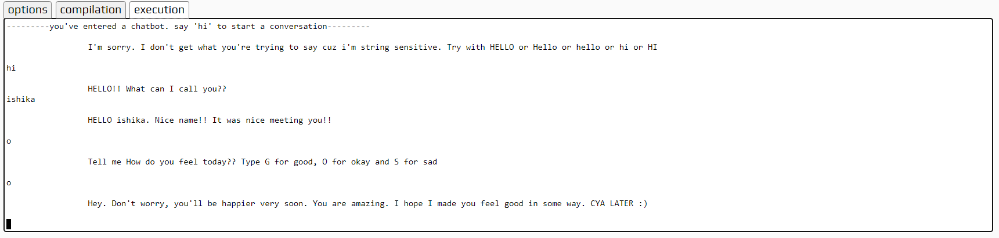 options compilation execution
---------you've entered a chatbot. say 'hi' to start a conversation---------
I'm sorry. I don't get what you're trying to say cuz i'm string sensitive. Try with HELLO or Hello or hello or hi or HI
hi
HELLO!! What can I call you??
ishika
HELLO ishika. Nice name!! It was nice meeting you!!
o
Tell me How do you feel today?? Type G for good, O for okay and S for sad
o
Hey. Don't worry, you'll be happier very soon. You are amazing. I hope I made you feel good in some way. CYA LATER :)